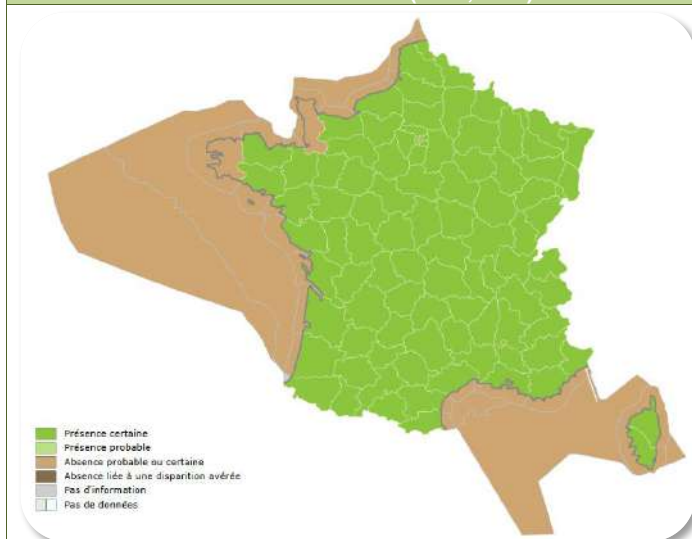 Présence certaine
Présence probable
Absence probable ou certaine
Absence liée à une disparition avérée
Pas d'information
Pas de données